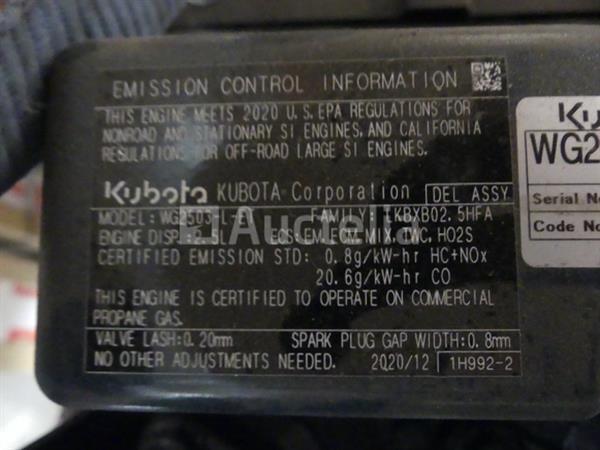 EMISSION CONTROL INFORMATION
THIS ENGINE MEETS 2020 U.S. EPA REGULATIONS FOR
NONROAD AND STATIONARY SI ENGINES, AND CALIFORNIA
REGULATIONS FOR OFF-ROAD LARGE SI ENGINES.
Kubota KUBOTA Corporation DEL ASSY
MODEL: WG2503-L-E FAMILY: LKBXB02.5HFA
ENGINE DISP.: 2.5L ECS: EM, ECM, MIX, TWC, HO2S
CERTIFIED EMISSION STD: 0.8g/kW-hr HC+NOx
20.6g/kW-hr CO
THIS ENGINE IS CERTIFIED TO OPERATE ON COMMERCIAL
PROPANE GAS.
VALVE LASH: 0.20mm SPARK PLUG GAP WIDTH: 0.8mm
NO OTHER ADJUSTMENTS NEEDED. 2020/12 1H992-2
Ku
WG2
Serial N
Code No
Auctelia